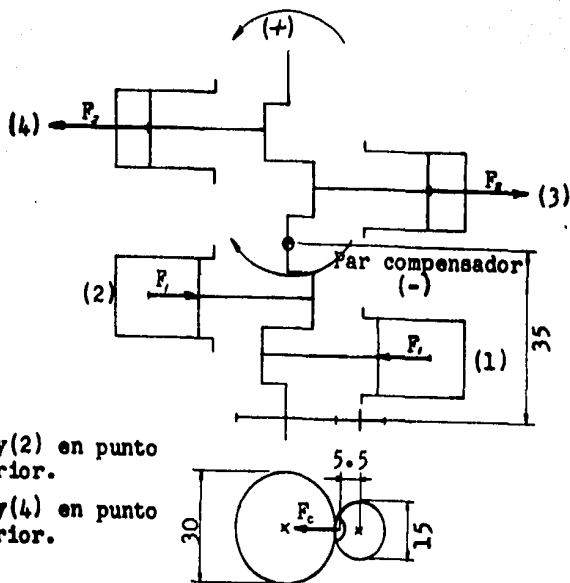 (+)
F₂
(4)
F₂
(3)
Par compensador
(-)
(2)
F₁
F₁
(1)
35
y(2) en punto
rior.
y(4) en punto
rior.
5.5
30
F꜀
15